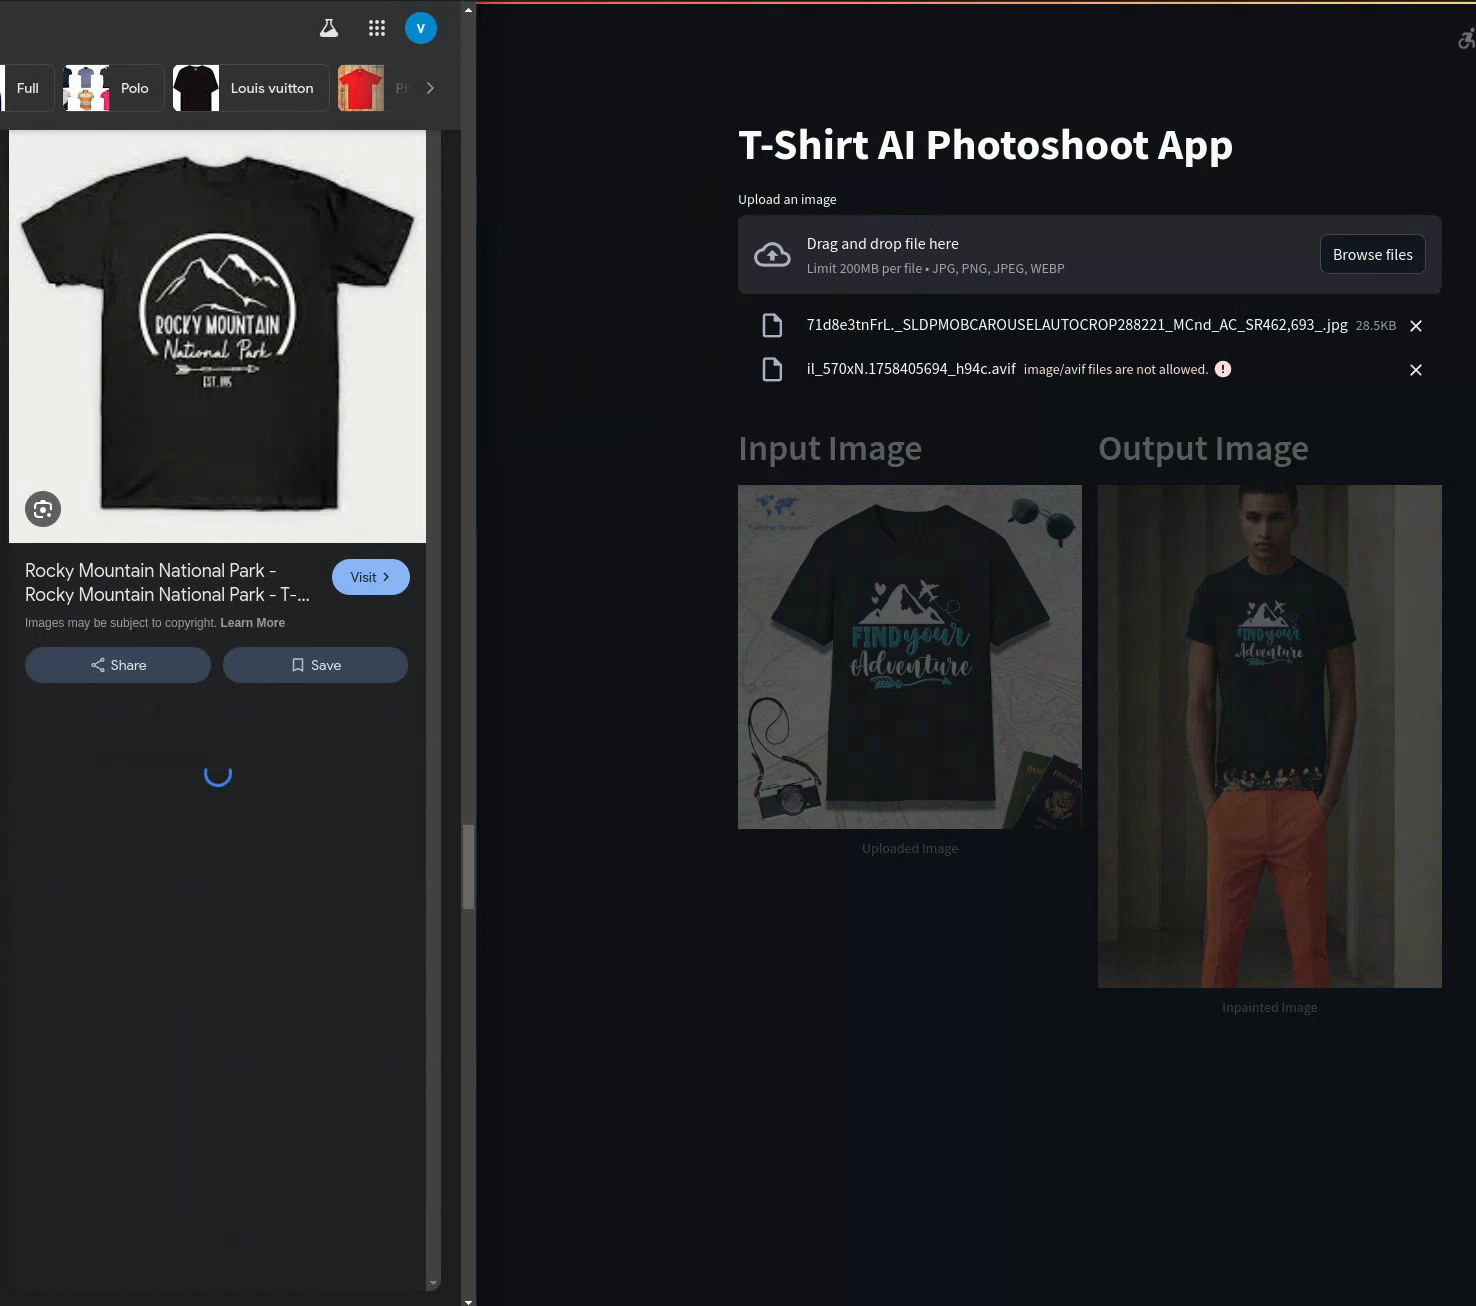 V
Full
Polo
Louis vuitton
Ph
ROCKY MOUNTAIN
National Park
Rocky Mountain National Park -
Rocky Mountain National Park - T-...
Visit
Images may be subject to copyright. Learn More
Share
Save
T-Shirt AI Photoshoot App
Upload an image
Drag and drop file here
Limit 200MB per file • JPG, PNG, JPEG, WEBP
Browse files
71d8e3tnFrL._SLDPMOBCAROUSELAUTOCROP288221_MCnd_AC_SR462,693_.jpg 28.5KB
il_570xN.1758405694_h94c.avif image/avif files are not allowed.
Input Image
FIND your
Adventure
Uploaded Image
Output Image
FIND your
Adventure
Inpainted Image